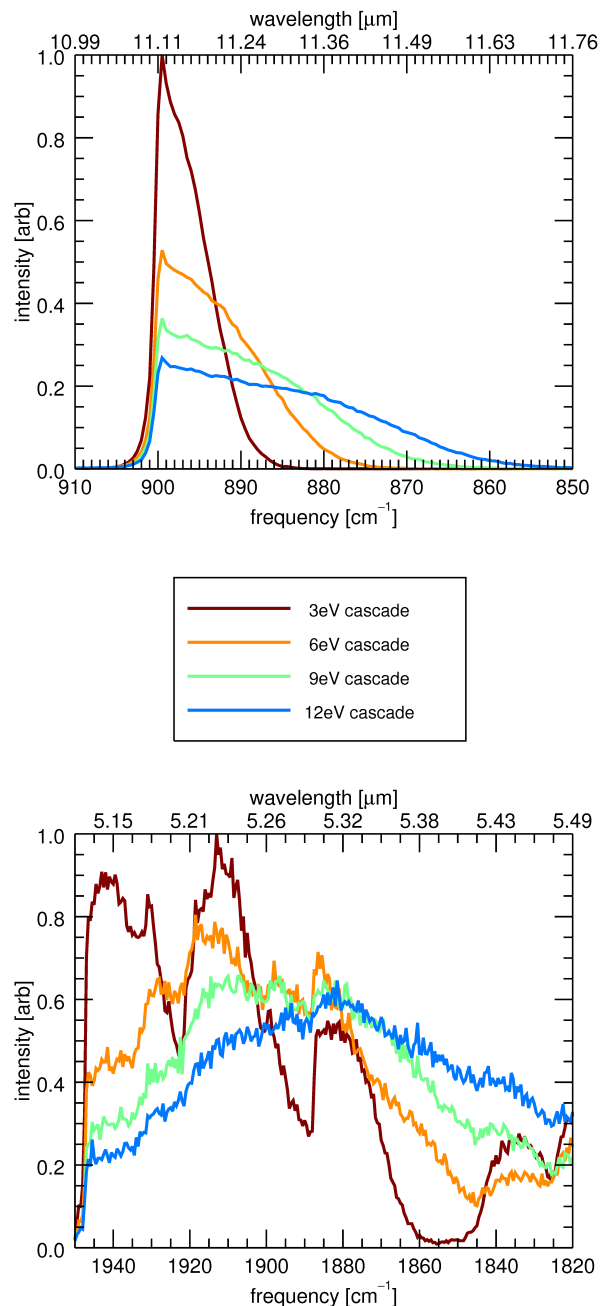 wavelength [μm]
10.99 11.11 11.24 11.36 11.49 11.63 11.76
1.0
0.8
0.6
0.4
0.2
0.0
intensity [arb]
910 900 890 880 870 860 850
frequency [cm⁻¹]
3eV cascade
6eV cascade
9eV cascade
12eV cascade
wavelength [μm]
5.15 5.21 5.26 5.32 5.38 5.43 5.49
1.0
0.8
0.6
0.4
0.2
0.0
intensity [arb]
1940 1920 1900 1880 1860 1840 1820
frequency [cm⁻¹]